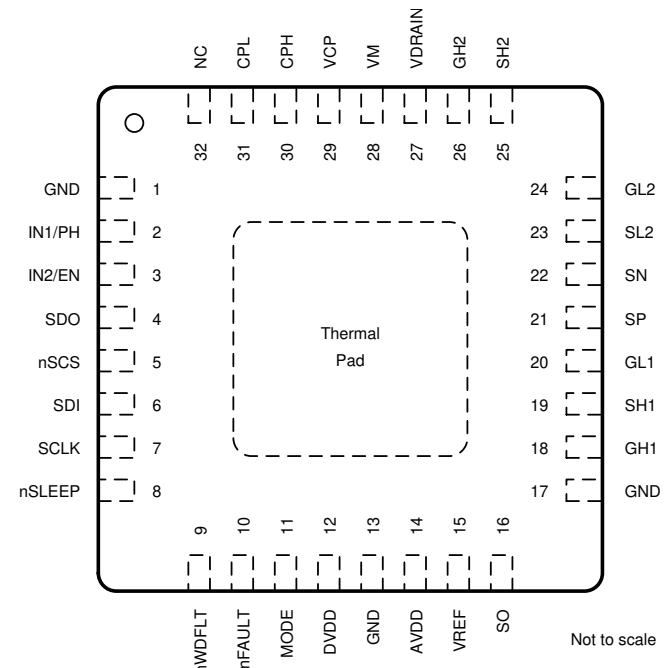 NC
CPL
CPH
VCP
VM
VDRAIN
GH2
SH2
32
31
30
29
28
27
26
25
GND 1
IN1/PH 2
IN2/EN 3
SDO 4
nSCS 5
SDI 6
SCLK 7
nSLEEP 8
Thermal
Pad
24 GL2
23 SL2
22 SN
21 SP
20 GL1
19 SH1
18 GH1
17 GND
9
10
11
12
13
14
15
16
nWDFLT
nFAULT
MODE
DVDD
GND
AVDD
VREF
SO
Not to scale